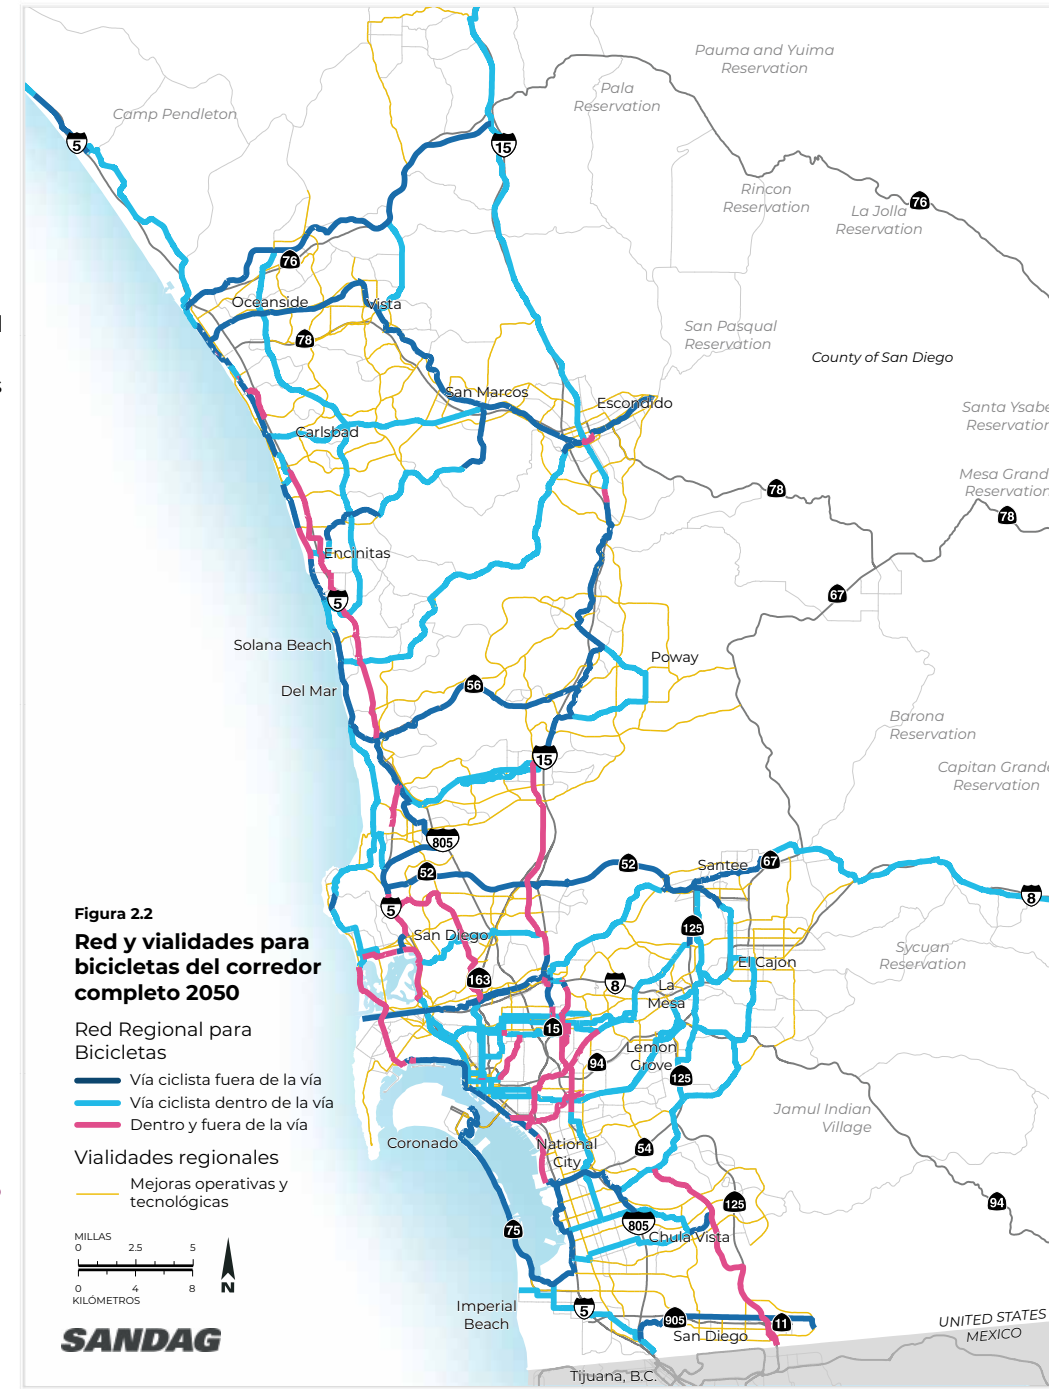 Pauma and Yuima
Reservation
Pala
Reservation
Camp Pendleton
5
15
Rincon
Reservation
La Jolla
Reservation
76
76
Oceanside
Vista
78
San Pasqual
Reservation
County of San Diego
San Marcos
Escondido
Santa Ysabe
Reservation
Carlsbad
Mesa Grand
Reservation
78
78
Encinitas
5
67
Solana Beach
Poway
56
Del Mar
Barona
Reservation
15
Capitan Grande
Reservation
805
52
52
Santee
67
8
5
125
San Diego
El Cajon
Sycuan
Reservation
163
8
La
Mesa
15
94
Lemon
Grove
125
Jamul Indian
Village
Coronado
National
City
54
125
94
75
805
Chula Vista
Imperial
Beach
5
905
11
San Diego
UNITED STATES
MEXICO
Tijuana, B.C.
Figura 2.2
Red y vialidades para
bicicletas del corredor
completo 2050
Red Regional para
Bicicletas
Vía ciclista fuera de la vía
Vía ciclista dentro de la vía
Dentro y fuera de la vía
Vialidades regionales
Mejoras operativas y
tecnológicas
MILLAS
0 2.5 5
0 4 8
KILÓMETROS
N
SANDAG